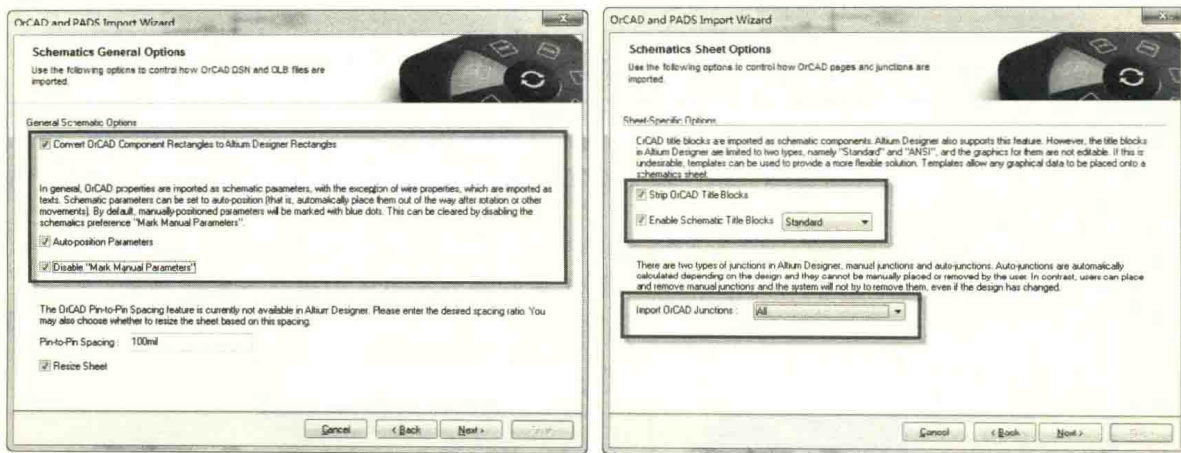 OrCAD and PADS Import Wizard
Schematics General Options
Use the following options to control how OrCAD DSN and OLB files are
imported.
General Schematic Options
Convert OrCAD Component Rectangles to Altium Designer Rectangles
In general, OrCAD properties are imported as schematic parameters, with the exception of wire properties, which are imported as
texts. Schematic parameters can be set to auto-position (that is, automatically place them out of the way after rotation or other
movements). By default, manually-positioned parameters will be marked with blue dots. This can be cleared by disabling the
schematics preference "Mark Manual Parameters".
Auto-position Parameters
Disable "Mark Manual Parameters"
The OrCAD Pin-to-Pin Spacing feature is currently not available in Altium Designer. Please enter the desired spacing ratio. You
may also choose whether to resize the sheet based on this spacing.
Pin-to-Pin Spacing : 100mil
Resize Sheet
Cancel < Back Next >
OrCAD and PADS Import Wizard
Schematics Sheet Options
Use the following options to control how OrCAD pages and junctions are
imported.
Sheet-Specific Options
OrCAD title blocks are imported as schematic components. Altium Designer also supports this feature. However, the title blocks
in Altium Designer are limited to two types, namely "Standard" and "ANSI", and the graphics for them are not editable. If this is
undesirable, templates can be used to provide a more flexible solution. Templates allow any graphical data to be placed onto a
schematics sheet.
Strip OrCAD Title Blocks
Enable Schematic Title Blocks Standard
There are two types of junctions in Altium Designer, manual junctions and auto-junctions. Auto-junctions are automatically
calculated depending on the design and they cannot be manually placed or removed by the user. In contrast, users can place
and remove manual junctions and the system will not try to remove them, even if the design has changed.
Import OrCAD Junctions : All
Cancel < Back Next >